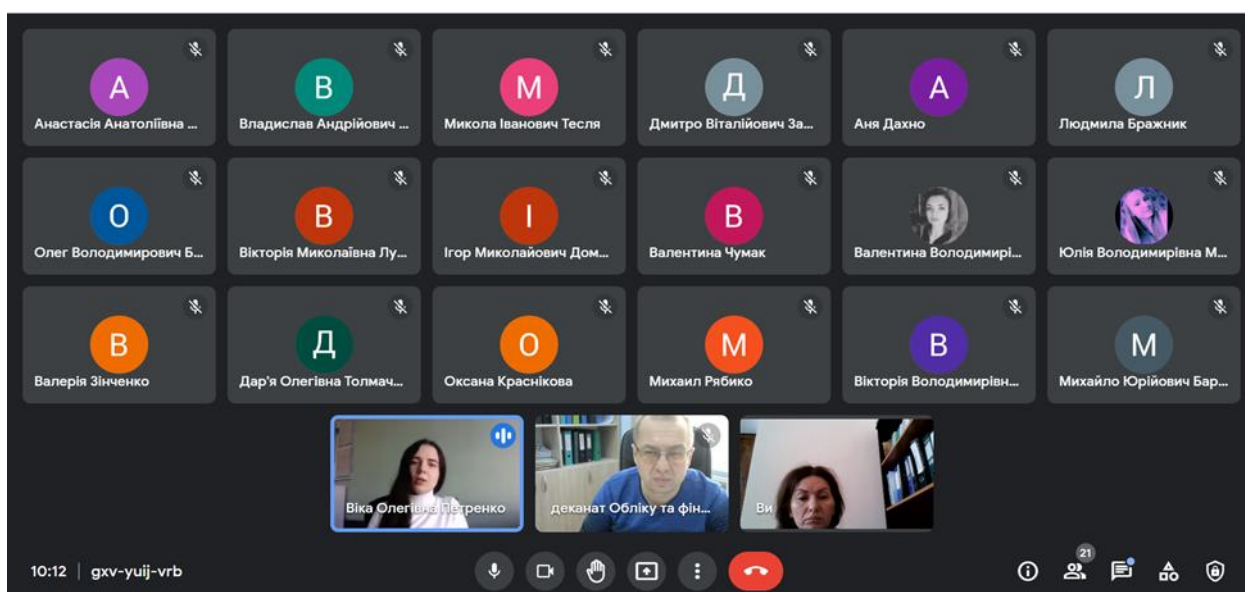 А
В
М
Д
А
Л
Анастасія Анатоліївна ...
Владислав Андрійович ...
Микола Іванович Тесля
Дмитро Віталійович За...
Аня Дахно
Людмила Бражник
О
В
І
В
Олег Володимирович Б...
Вікторія Миколаївна Лу...
Ігор Миколайович Дом...
Валентина Чумак
Валентина Володимирі...
Юлія Володимирівна М...
В
Д
О
М
В
М
Валерія Зінченко
Дар'я Олегівна Толмач...
Оксана Краснікова
Михаил Рябико
Вікторія Володимирівн...
Михайло Юрійович Бар...
Віка Олегівна Петренко
деканат Обліку та фін...
Ви
10:12 | gxv-yuij-vrb
21